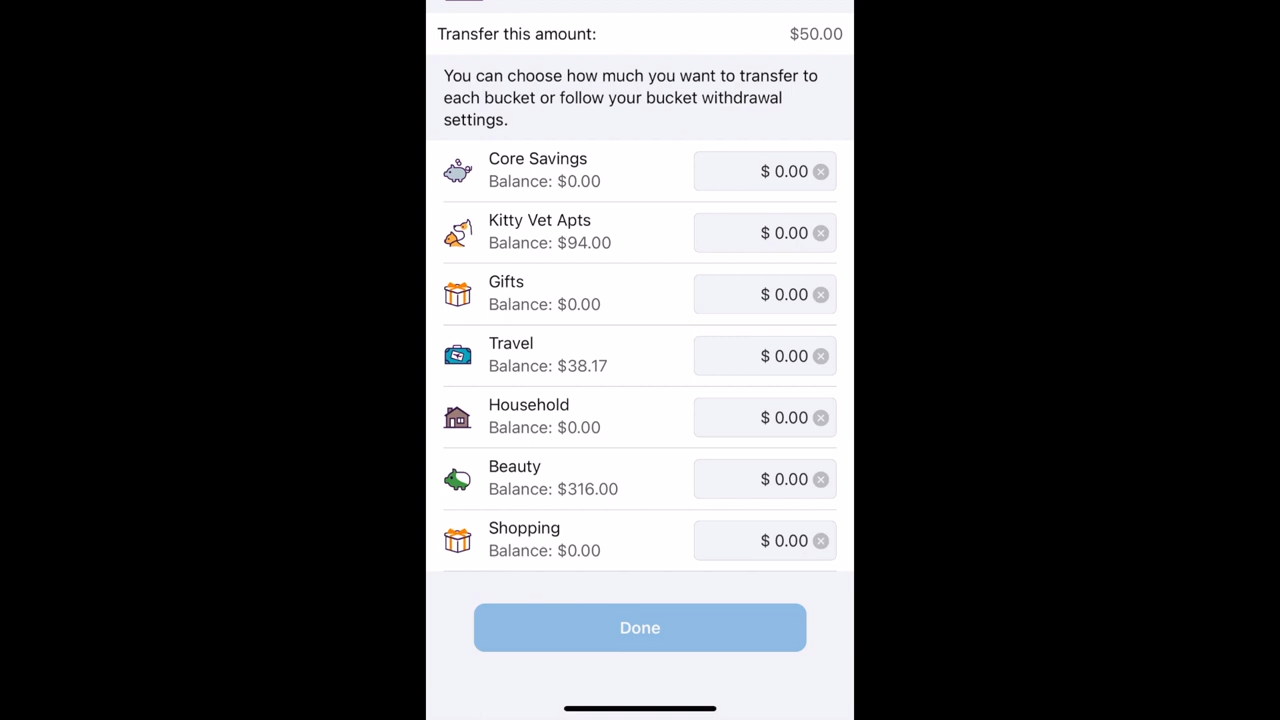 Transfer this amount: $50.00
You can choose how much you want to transfer to
each bucket or follow your bucket withdrawal
settings.
Core Savings
Balance: $0.00
$ 0.00
Kitty Vet Apts
Balance: $94.00
$ 0.00
Gifts
Balance: $0.00
$ 0.00
Travel
Balance: $38.17
$ 0.00
Household
Balance: $0.00
$ 0.00
Beauty
Balance: $316.00
$ 0.00
Shopping
Balance: $0.00
$ 0.00
Done